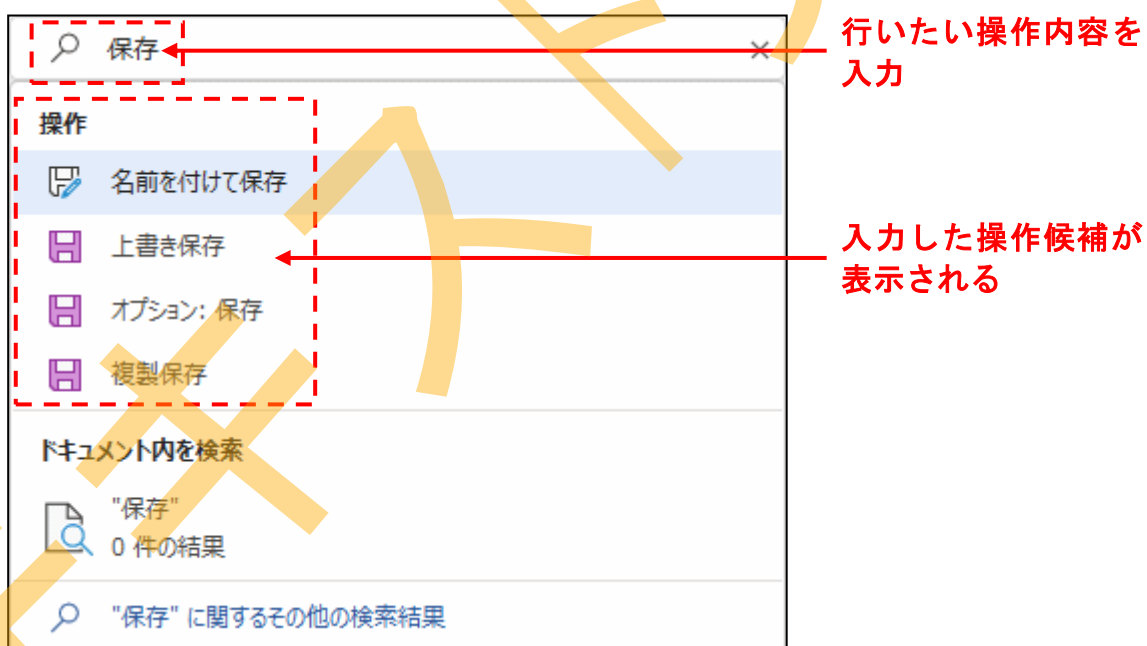 保存
行いたい操作内容を
入力
操作
名前を付けて保存
上書き保存
入力した操作候補が
表示される
オプション: 保存
複製保存
ドキュメント内を検索
"保存"
0 件の結果
"保存" に関するその他の検索結果